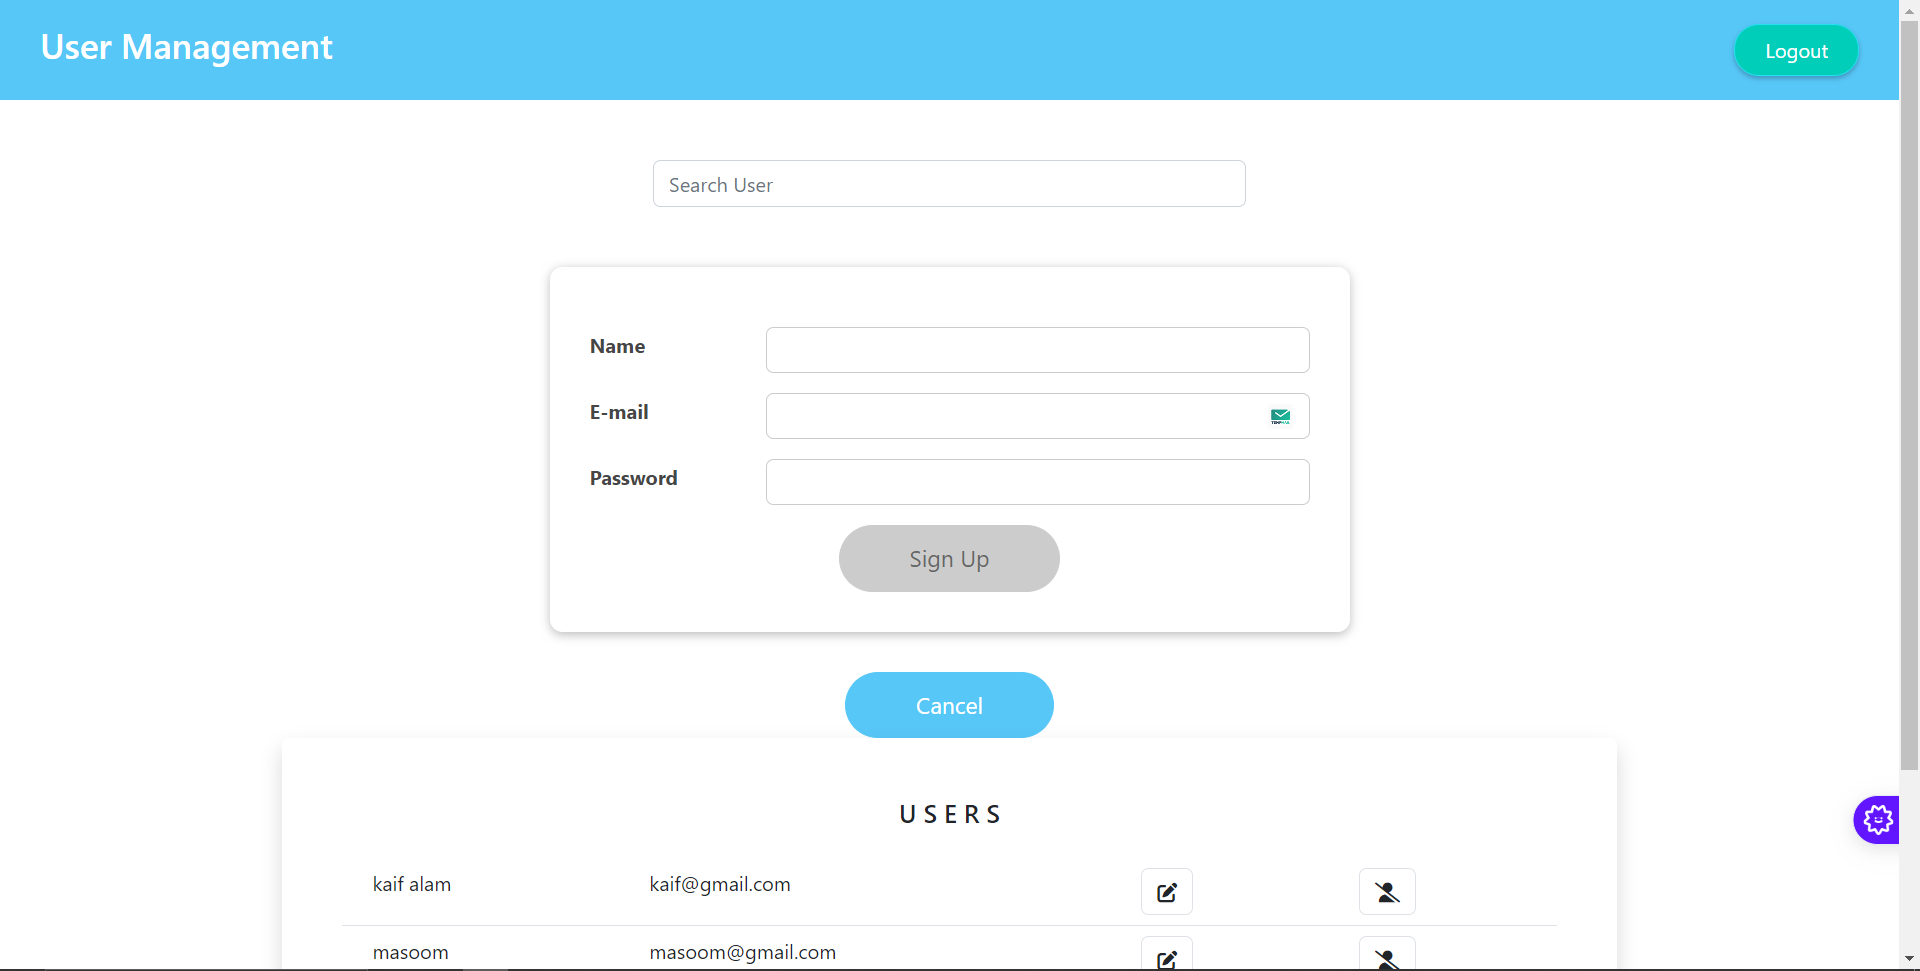 User Management
Logout
Search User
Name
E-mail
Password
Sign Up
Cancel
USERS
kaif alam kaif@gmail.com
masoom masoom@gmail.com